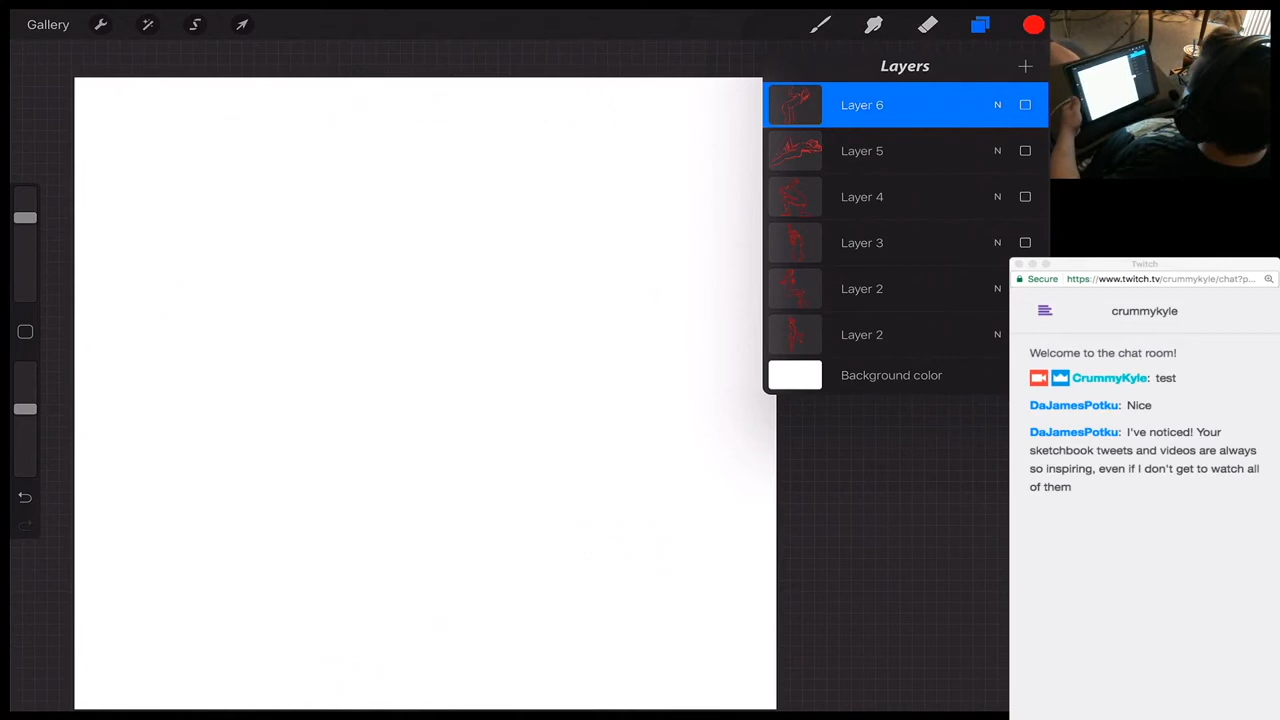 Gallery
Layers
Layer 6 N
Layer 5 N
Layer 4 N
Layer 3 N
Layer 2 N
Layer 2 N
Background color
Twitch
Secure https://www.twitch.tv/crummykyle/chat?p...
crummykyle
Welcome to the chat room!
CrummyKyle: test
DaJamesPotku: Nice
DaJamesPotku: I've noticed! Your
sketchbook tweets and videos are always
so inspiring, even if I don't get to watch all
of them